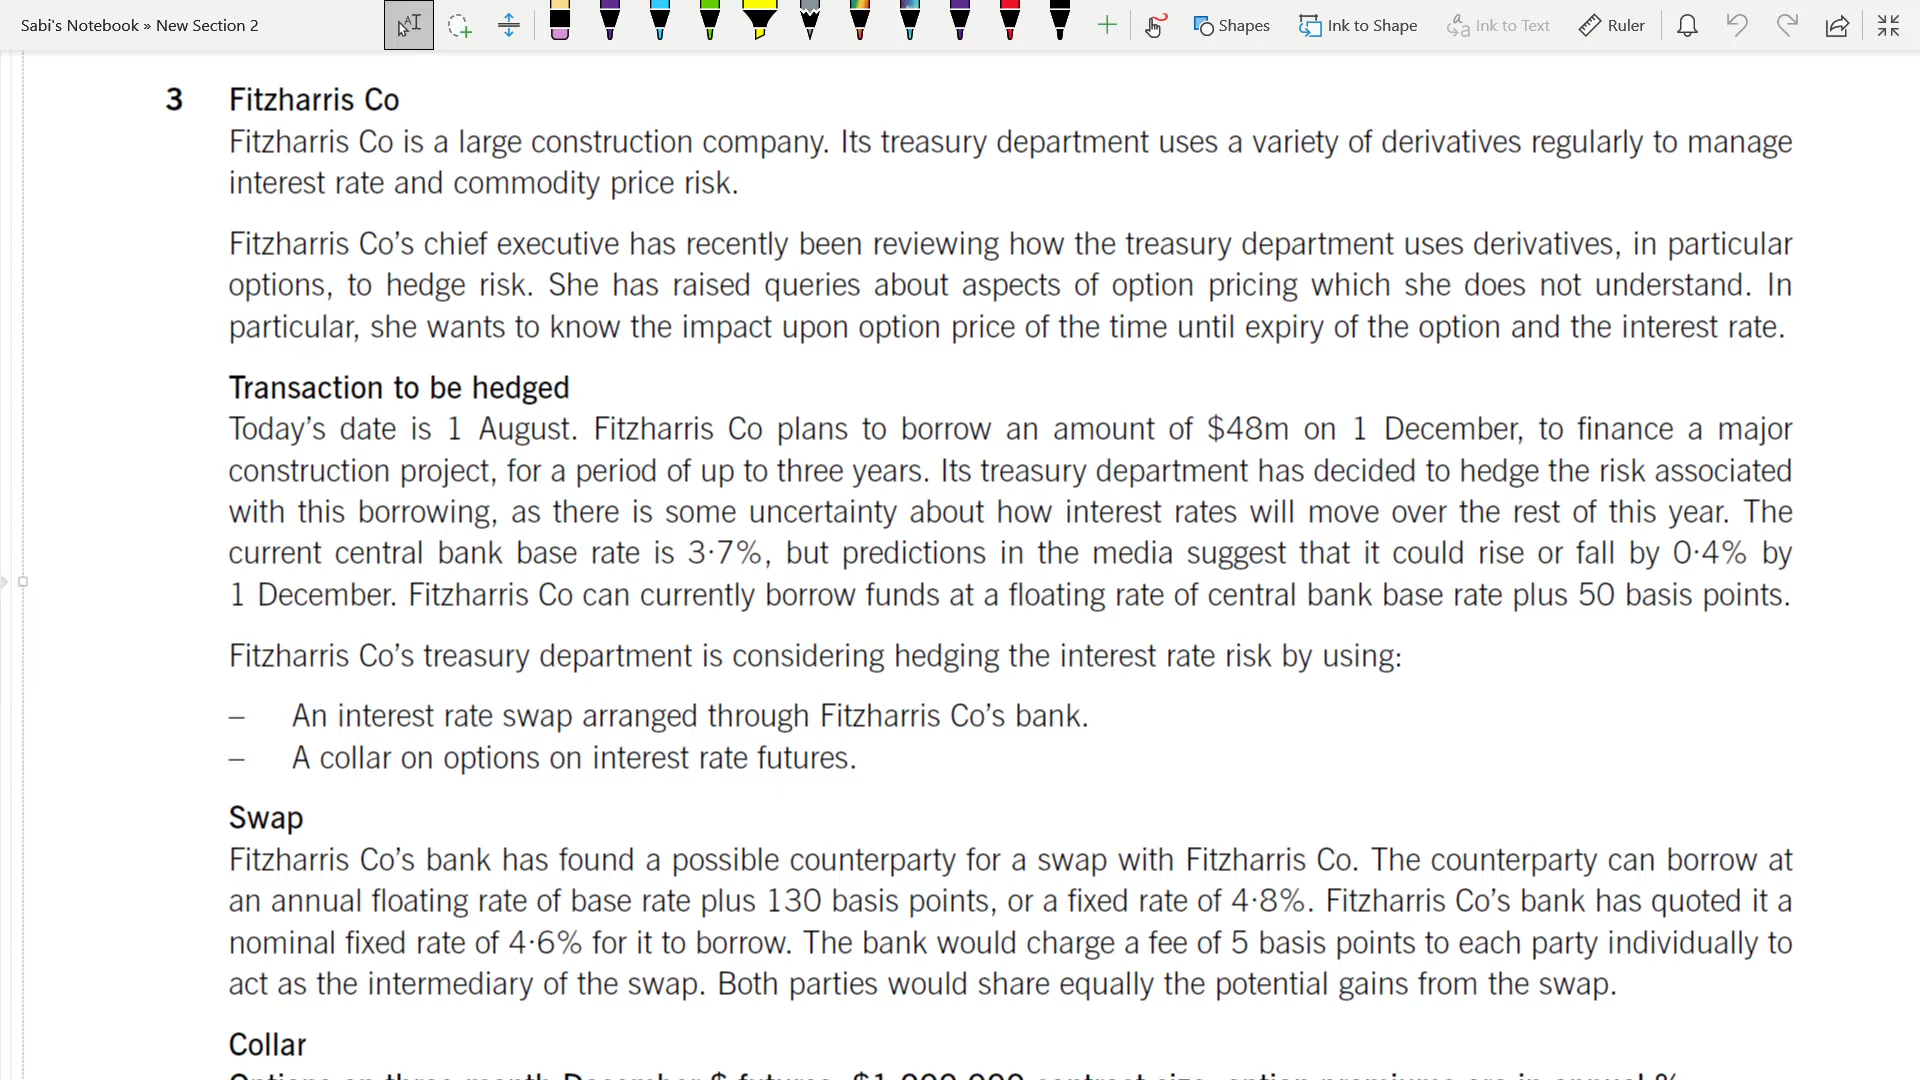 Sabi's Notebook » New Section 2
Shapes
Ink to Shape
Ink to Text
Ruler
3 Fitzharris Co
Fitzharris Co is a large construction company. Its treasury department uses a variety of derivatives regularly to manage
interest rate and commodity price risk.
Fitzharris Co’s chief executive has recently been reviewing how the treasury department uses derivatives, in particular
options, to hedge risk. She has raised queries about aspects of option pricing which she does not understand. In
particular, she wants to know the impact upon option price of the time until expiry of the option and the interest rate.
Transaction to be hedged
Today’s date is 1 August. Fitzharris Co plans to borrow an amount of $48m on 1 December, to finance a major
construction project, for a period of up to three years. Its treasury department has decided to hedge the risk associated
with this borrowing, as there is some uncertainty about how interest rates will move over the rest of this year. The
current central bank base rate is 3·7%, but predictions in the media suggest that it could rise or fall by 0·4% by
1 December. Fitzharris Co can currently borrow funds at a floating rate of central bank base rate plus 50 basis points.
Fitzharris Co’s treasury department is considering hedging the interest rate risk by using:
– An interest rate swap arranged through Fitzharris Co’s bank.
– A collar on options on interest rate futures.
Swap
Fitzharris Co’s bank has found a possible counterparty for a swap with Fitzharris Co. The counterparty can borrow at
an annual floating rate of base rate plus 130 basis points, or a fixed rate of 4·8%. Fitzharris Co’s bank has quoted it a
nominal fixed rate of 4·6% for it to borrow. The bank would charge a fee of 5 basis points to each party individually to
act as the intermediary of the swap. Both parties would share equally the potential gains from the swap.
Collar